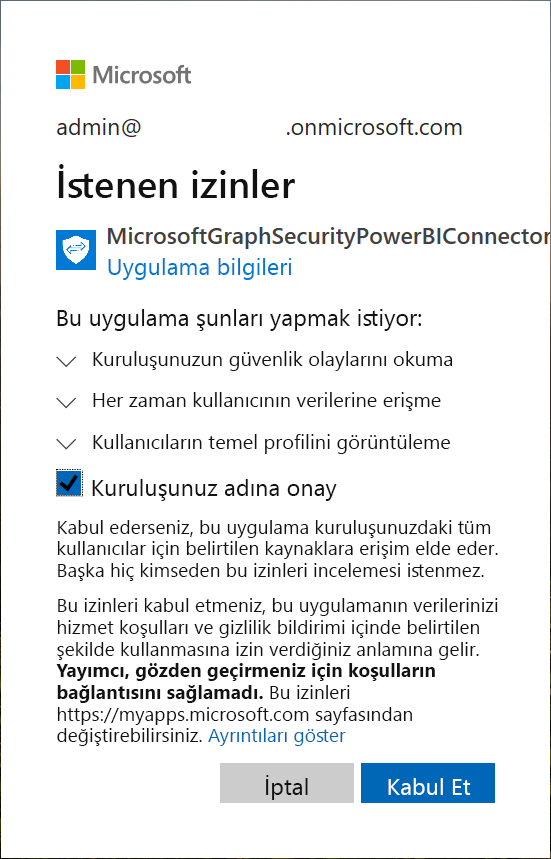 Microsoft
admin@ .onmicrosoft.com
İstenen izinler
MicrosoftGraphSecurityPowerBIConnector
Uygulama bilgileri
Bu uygulama şunları yapmak istiyor:
Kuruluşunuzun güvenlik olaylarını okuma
Her zaman kullanıcının verilerine erişme
Kullanıcıların temel profilini görüntüleme
Kuruluşunuz adına onay
Kabul ederseniz, bu uygulama kuruluşunuzdaki tüm
kullanıcılar için belirtilen kaynaklara erişim elde eder.
Başka hiç kimseden bu izinleri incelemesi istenmez.
Bu izinleri kabul etmeniz, bu uygulamanın verilerinizi
hizmet koşulları ve gizlilik bildirimi içinde belirtilen
şekilde kullanmasına izin verdiğiniz anlamına gelir.
Yayımcı, gözden geçirmeniz için koşulların
bağlantısını sağlamadı. Bu izinleri
https://myapps.microsoft.com sayfasından
değiştirebilirsiniz. Ayrıntıları göster
İptal
Kabul Et